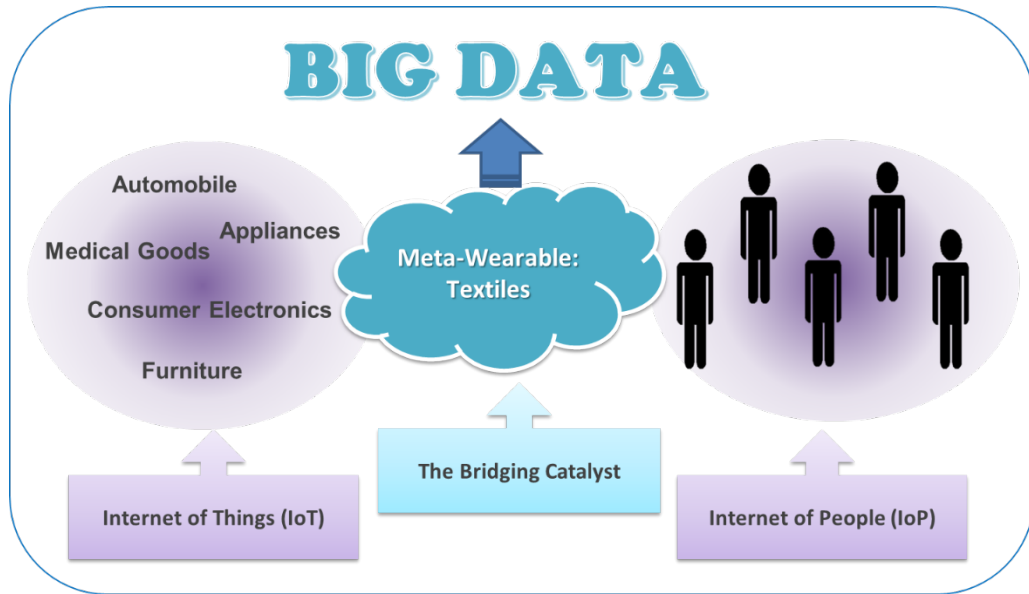 BIG DATA
Automobile
Appliances
Medical Goods
Consumer Electronics
Furniture
Meta-Wearable:
Textiles
The Bridging Catalyst
Internet of Things (IoT)
Internet of People (IoP)